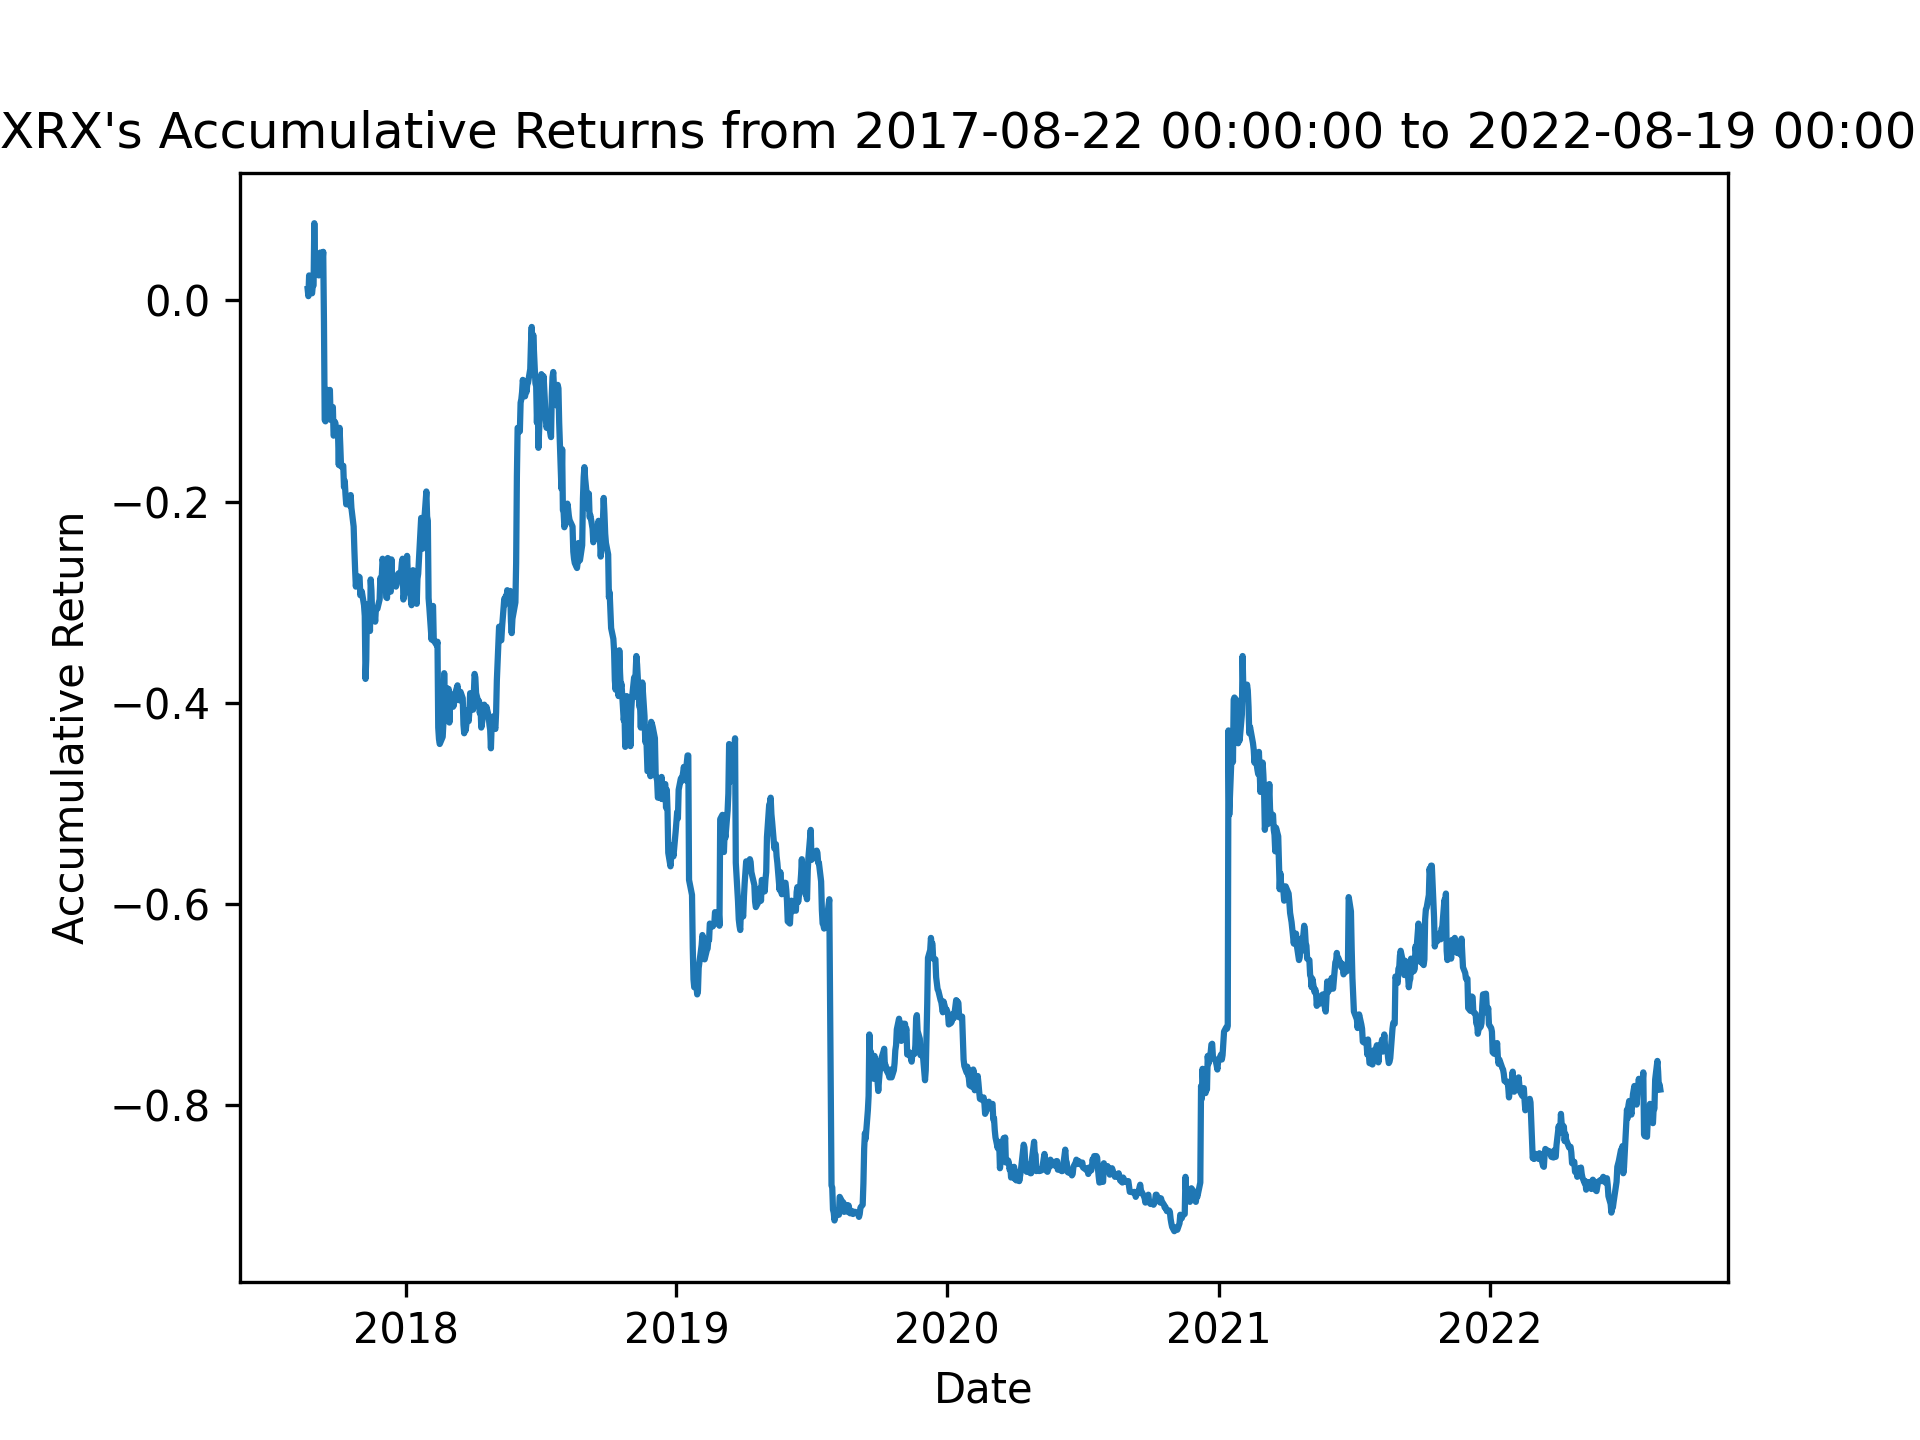 XRX's Accumulative Returns from 2017-08-22 00:00:00 to 2022-08-19 00:00
Accumulative Return
0.0
−0.2
−0.4
−0.6
−0.8
2018 2019 2020 2021 2022
Date